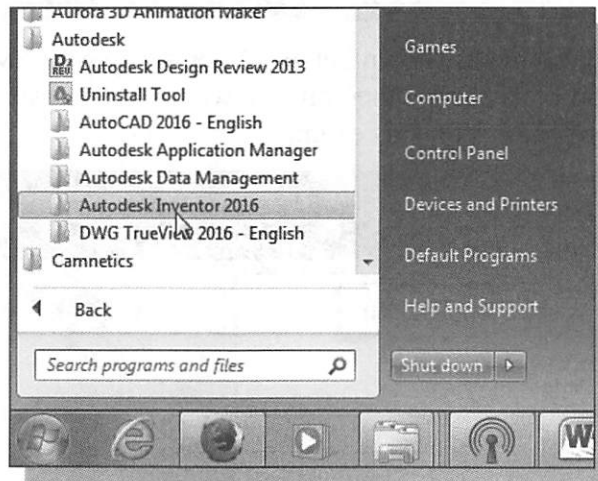 Aurora 3D Animation Maker
Autodesk
Autodesk Design Review 2013
Uninstall Tool
AutoCAD 2016 - English
Autodesk Application Manager
Autodesk Data Management
Autodesk Inventor 2016
DWG TrueView 2016 - English
Camnetics
Back
Search programs and files
Games
Computer
Control Panel
Devices and Printers
Default Programs
Help and Support
Shut down
W